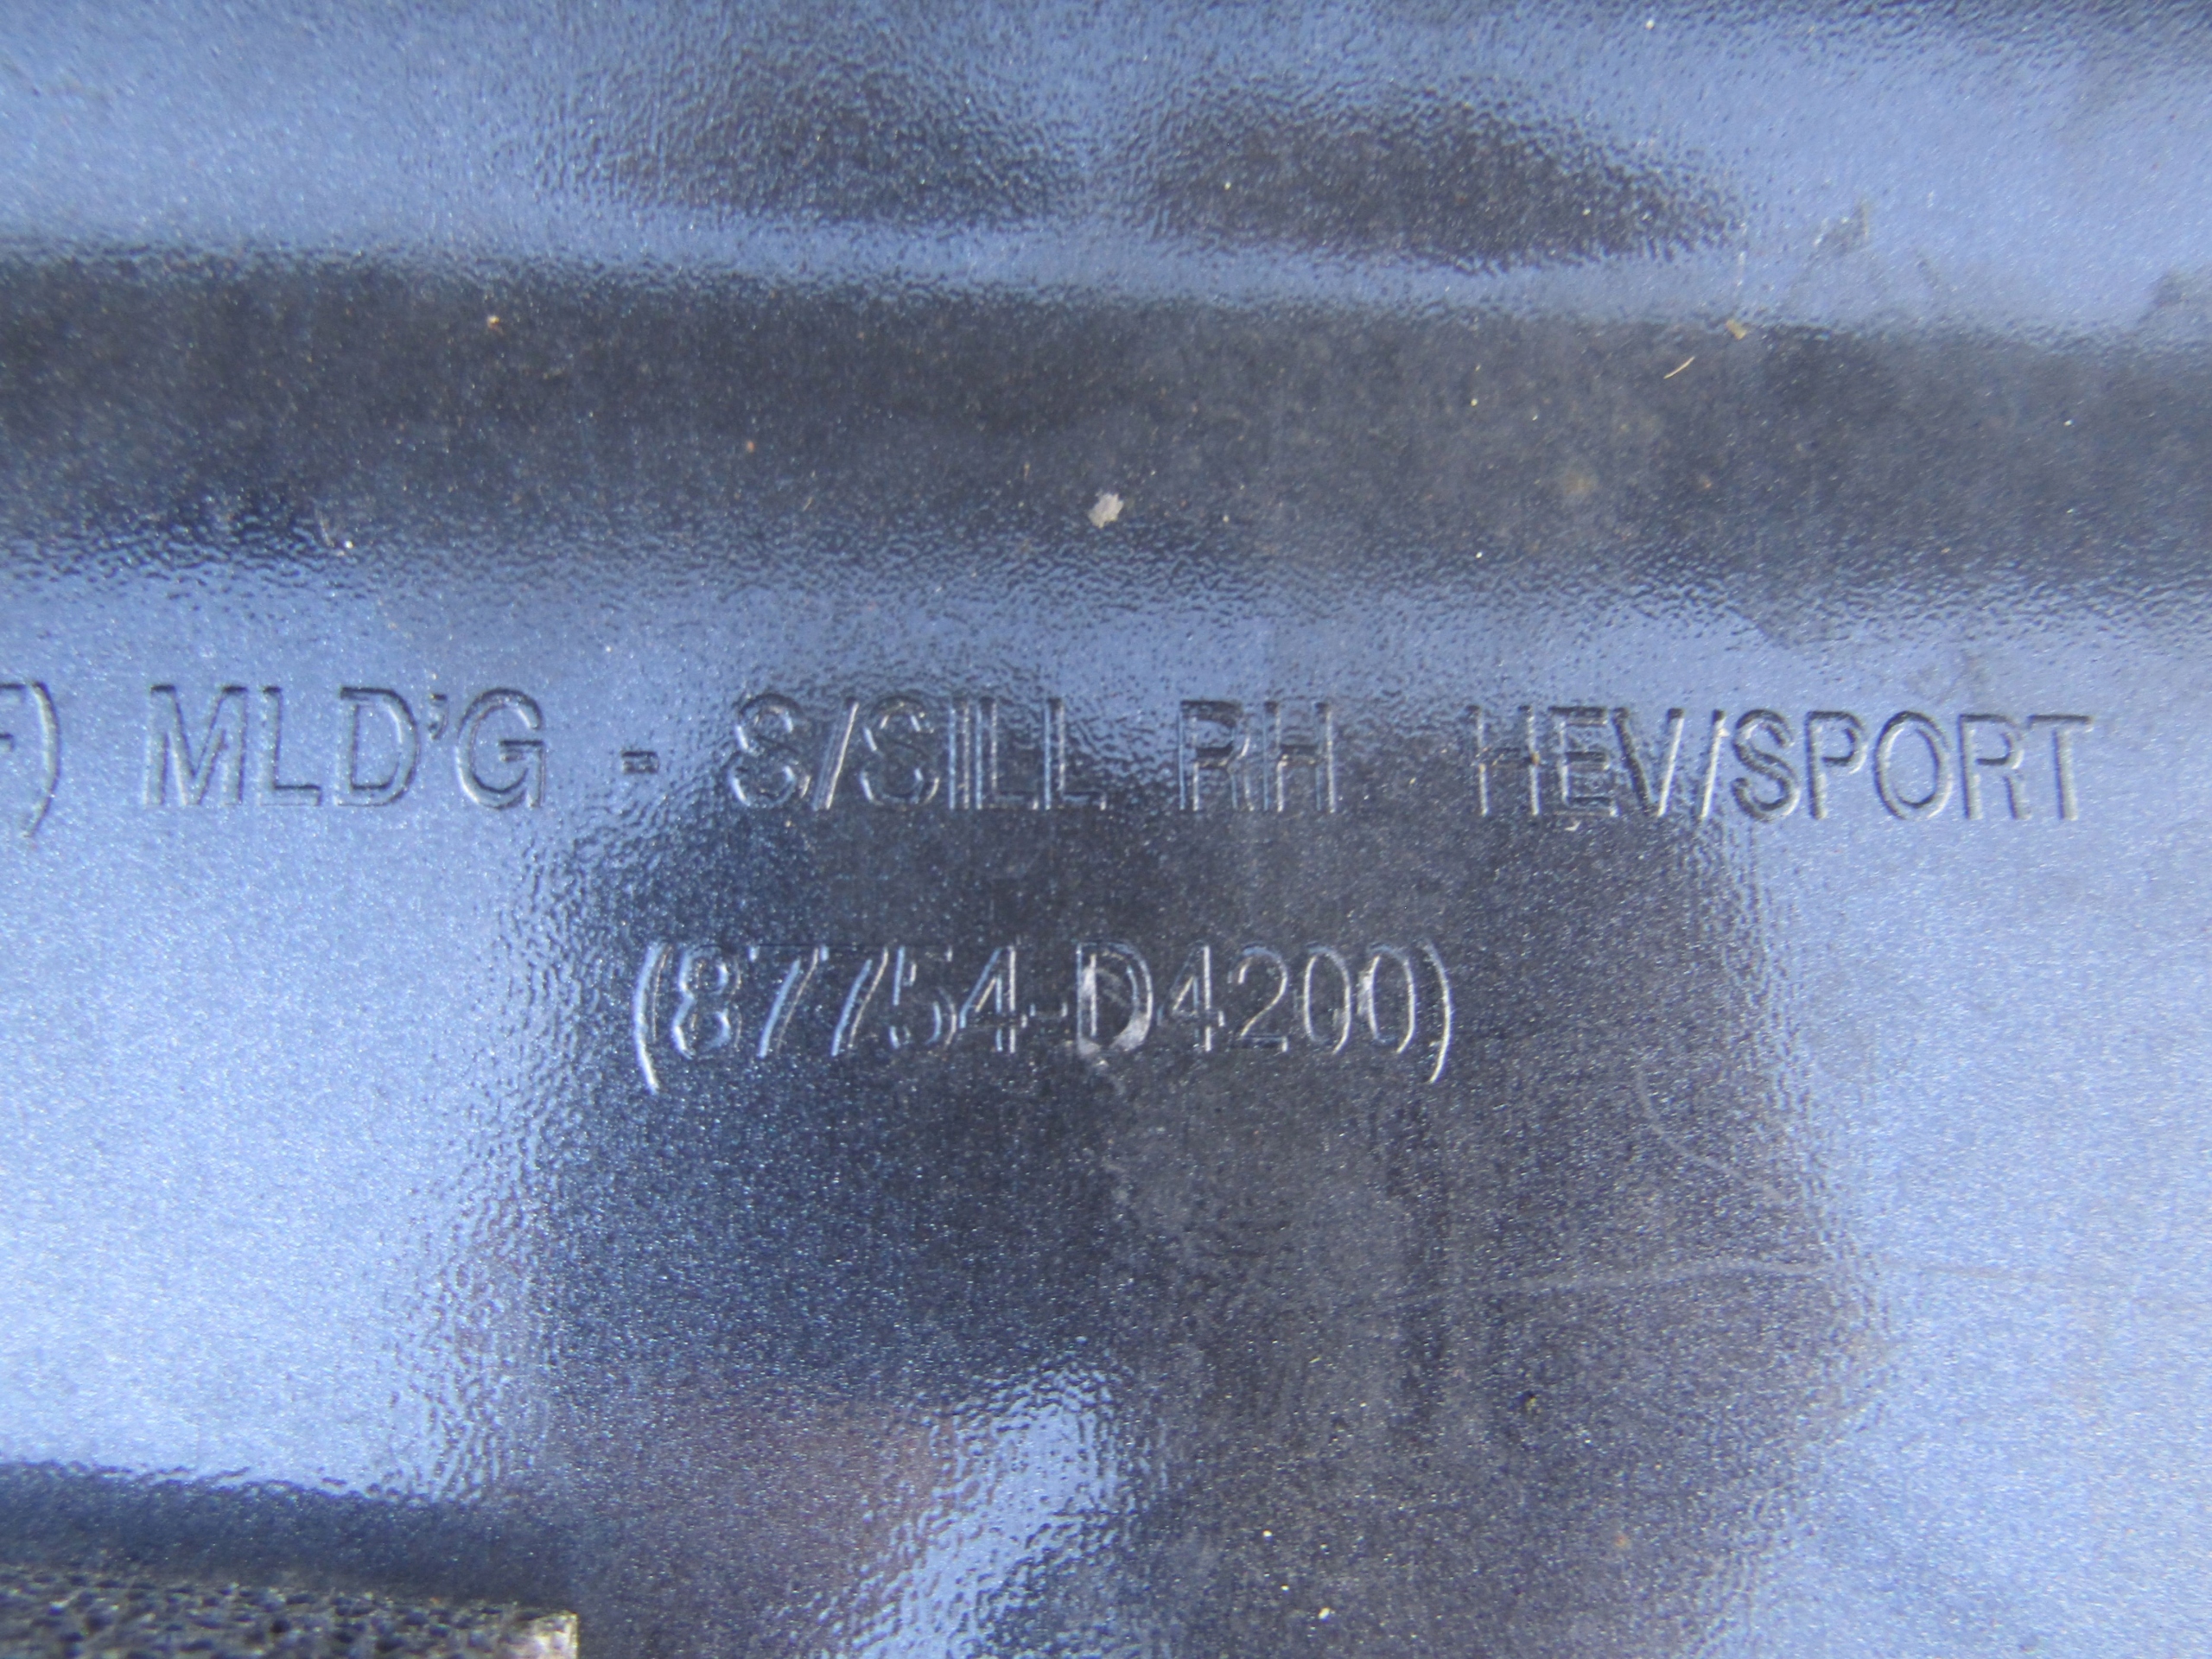 F) MLD'G - S/SILL RH HEV/SPORT
(87754-D4200)